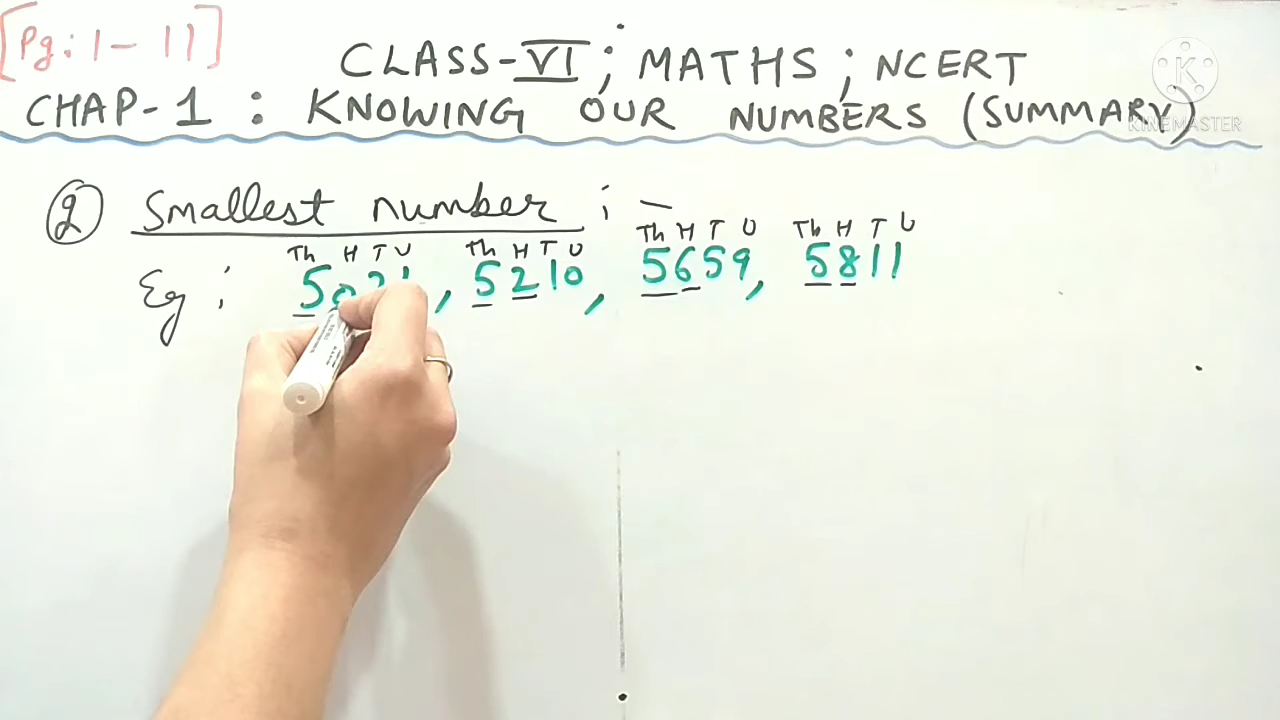 [Pg: 1-11]
CLASS-VI ; MATHS ; NCERT
CHAP-1 : KNOWING OUR NUMBERS (SUMMARY)
K
KINEMASTER
② Smallest number :-
Th H T U Th H T U Th H T U Th H T U
Eg : , 5210, 5659, 5811